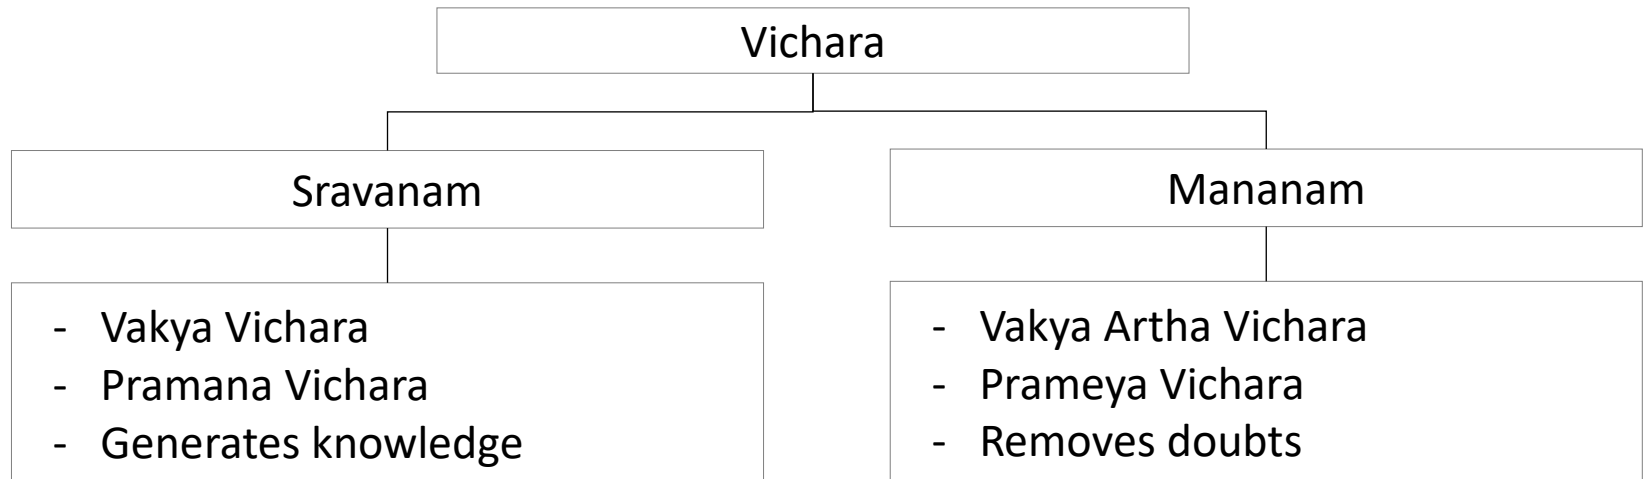 Vichara
Sravanam
Mananam
- Vakya Vichara
- Pramana Vichara
- Generates knowledge
- Vakya Artha Vichara
- Prameya Vichara
- Removes doubts